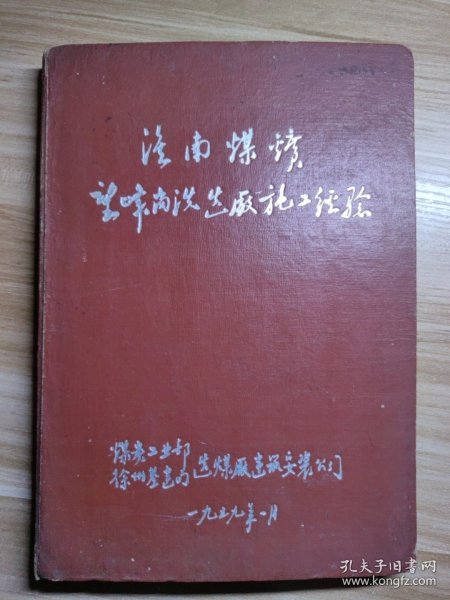 淮南煤矿
望峰岗洗选厂施工经验
煤炭工业部
徐州基建局选煤厂建筑安装公司
一九五九年一月
孔夫子旧书网
www.kongfz.com